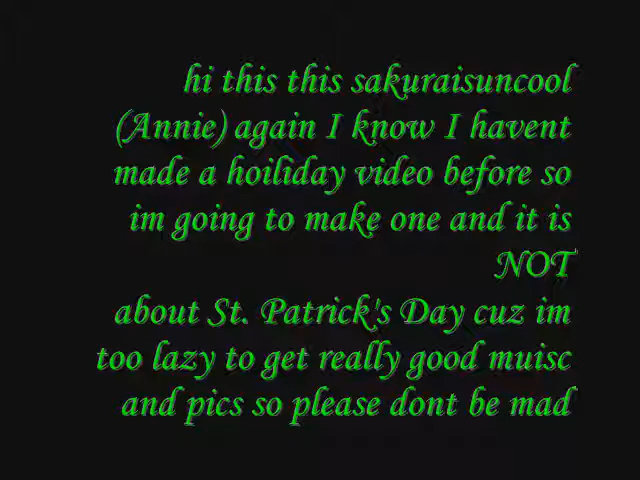 hi this this sakuraisuncool
(Annie) again I know I havent
made a hoiliday video before so
im going to make one and it is
NOT
about St. Patrick's Day cuz im
too lazy to get really good muisc
and pics so please dont be mad